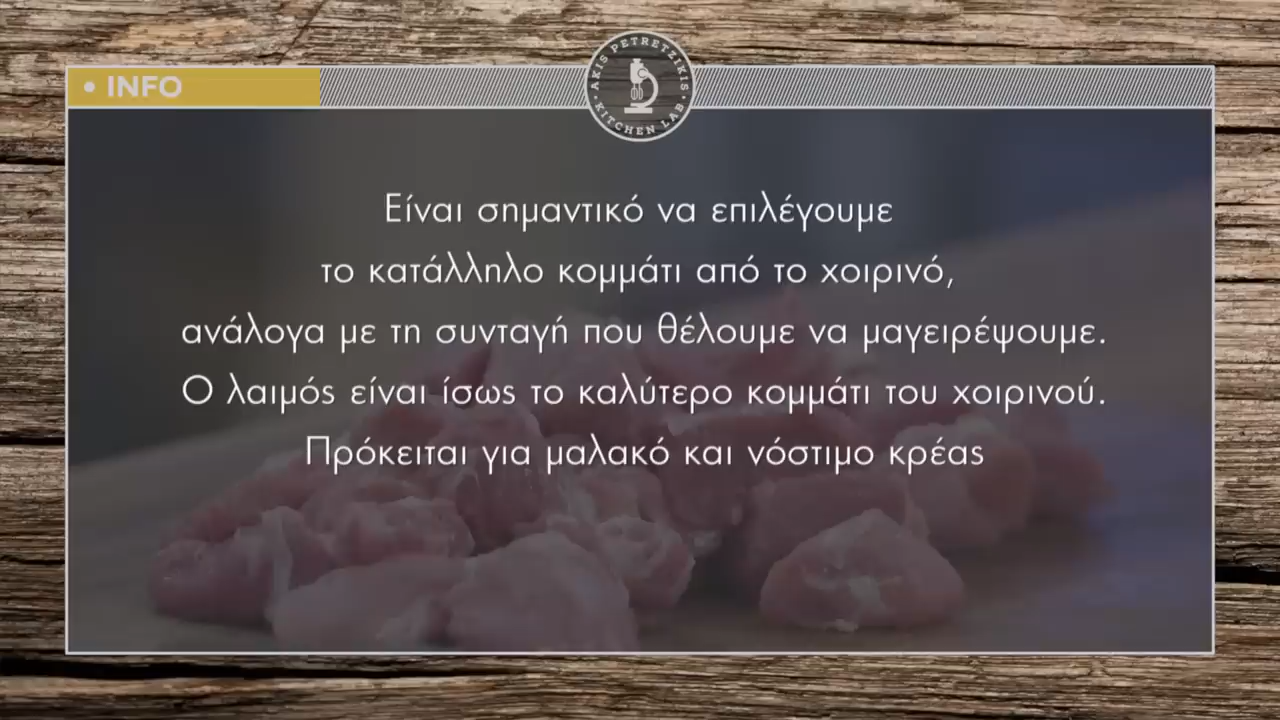 • INFO
AKIS PETRETZIKIS
• KITCHEN LAB •
Είναι σημαντικό να επιλέγουμε
το κατάλληλο κομμάτι από το χοιρινό,
ανάλογα με τη συνταγή που θέλουμε να μαγειρέψουμε.
Ο λαιμός είναι ίσως το καλύτερο κομμάτι του χοιρινού.
Πρόκειται για μαλακό και νόστιμο κρέας